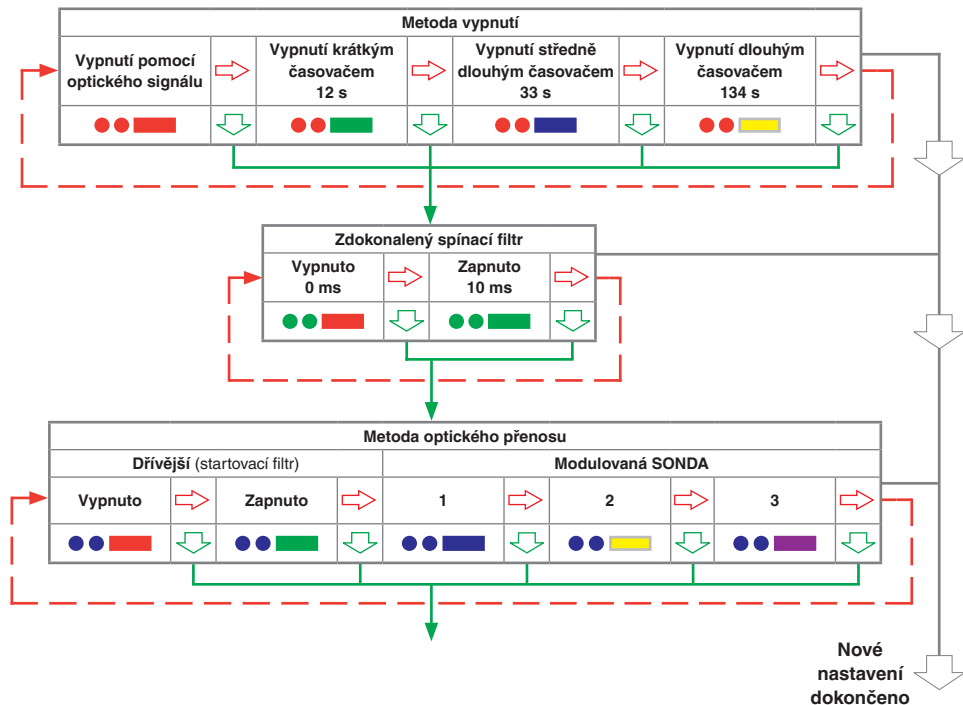 Metoda vypnutí
Vypnutí pomocí
optického signálu
Vypnutí krátkým
časovačem
12 s
Vypnutí středně
dlouhým časovačem
33 s
Vypnutí dlouhým
časovačem
134 s
Zdokonalený spínací filtr
Vypnuto
0 ms
Zapnuto
10 ms
Metoda optického přenosu
Dřívější (startovací filtr)
Modulovaná SONDA
Vypnuto
Zapnuto
1
2
3
Nové
nastavení
dokončeno